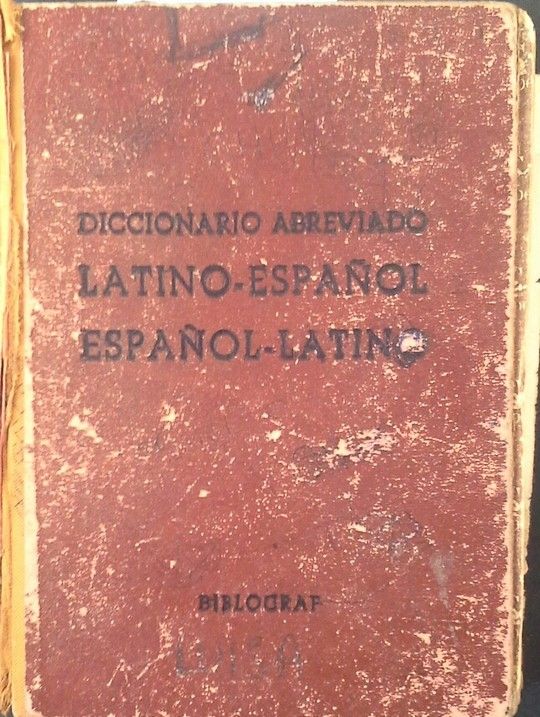 DICCIONARIO ABREVIADO
LATINO-ESPAÑOL
ESPAÑOL-LATINO
BIBLOGRAF